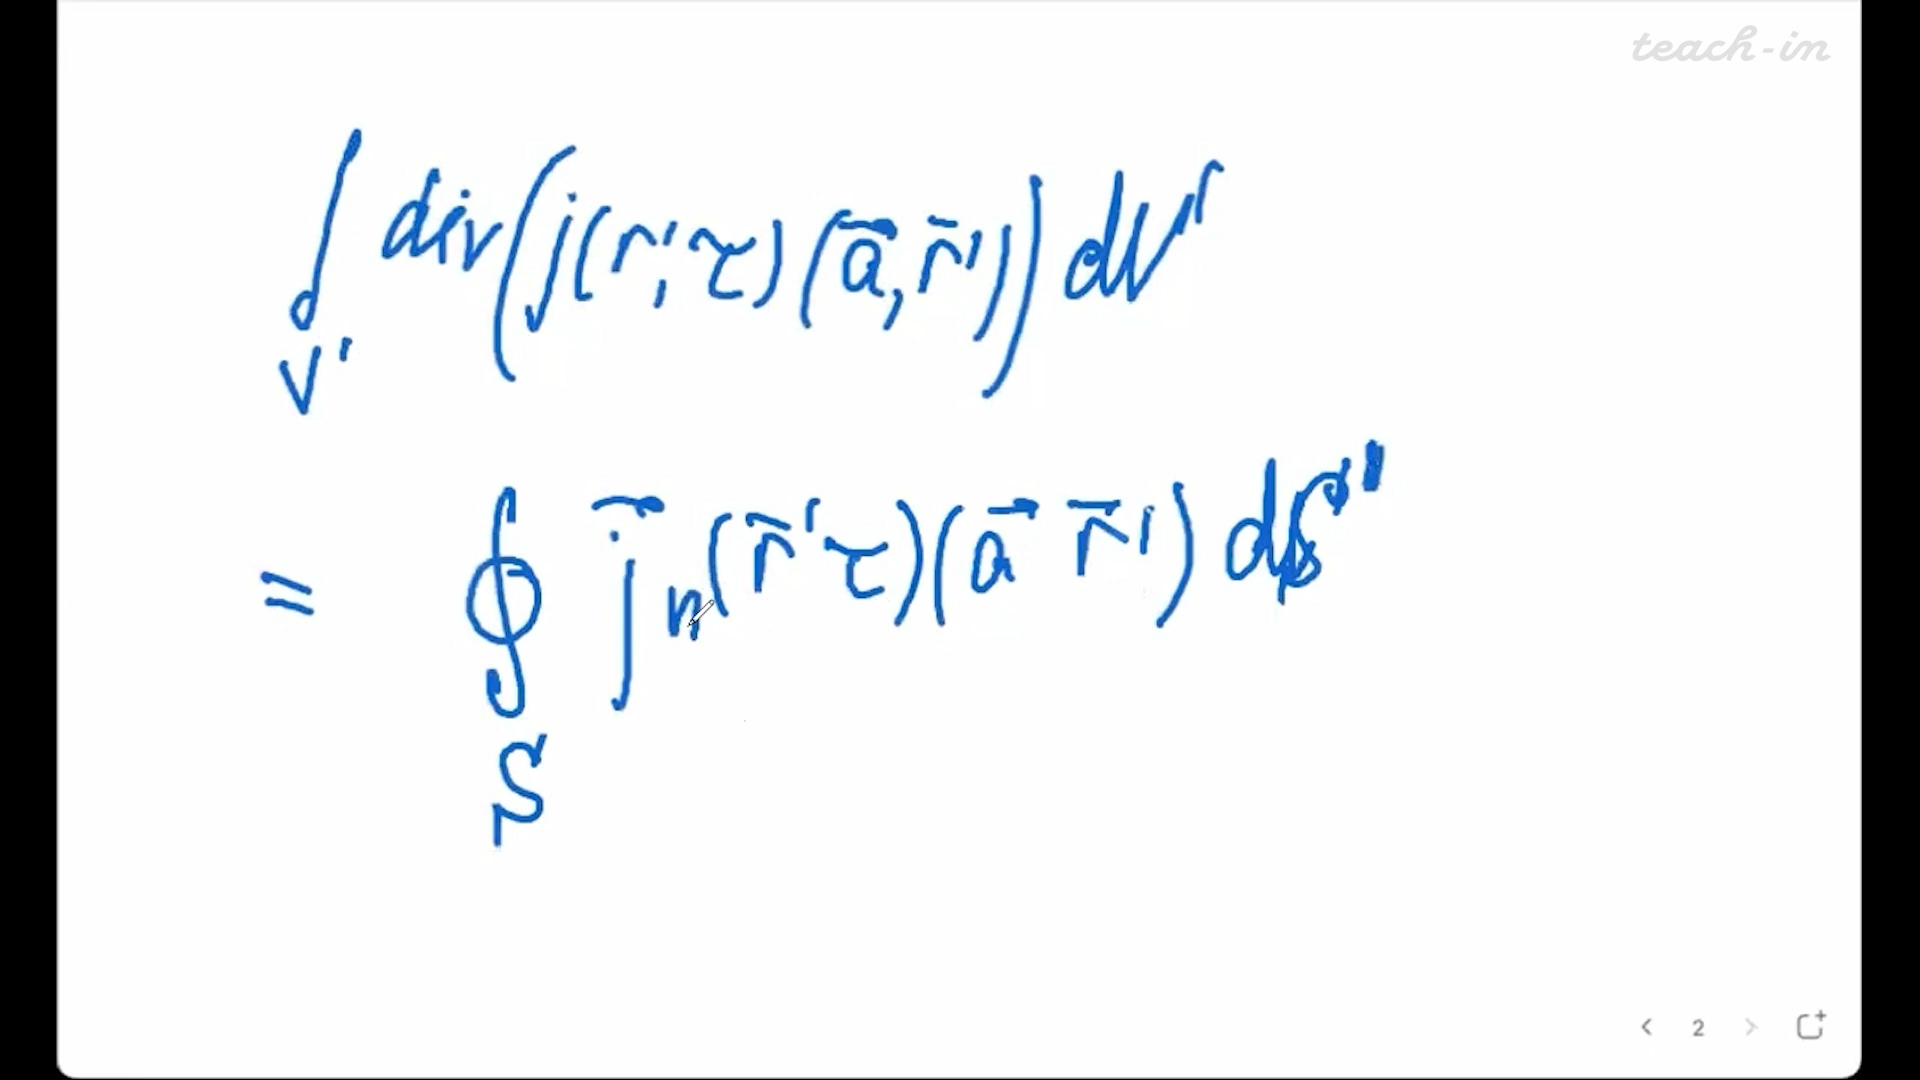 teach-in
∫ div(j(r', τ)(a⃗, r̄')) dV'
V'
= ∮ j⃗ n(r̄' τ)(a⃗ r̄') dS'
S
2